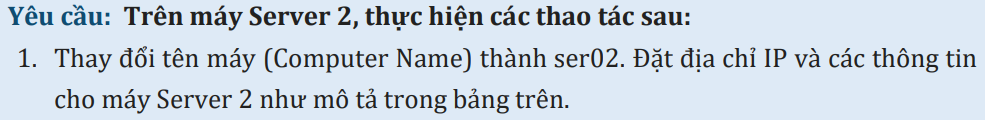 Yêu cầu: Trên máy Server 2, thực hiện các thao tác sau:
1. Thay đổi tên máy (Computer Name) thành ser02. Đặt địa chỉ IP và các thông tin
cho máy Server 2 như mô tả trong bảng trên.